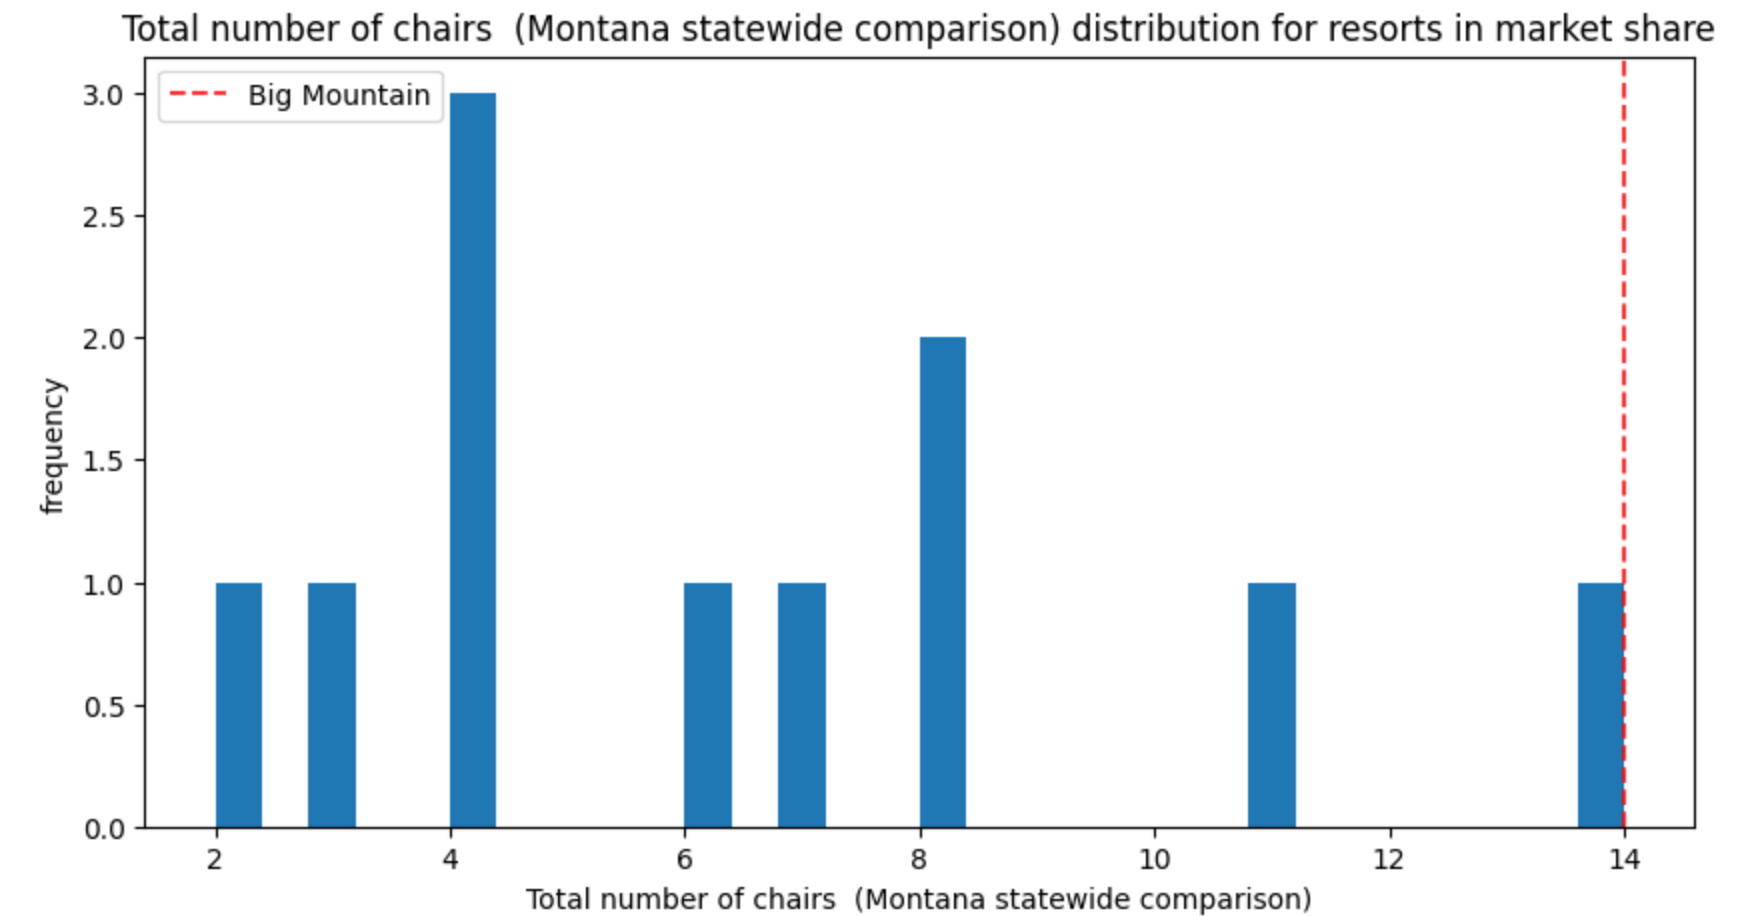 Total number of chairs  (Montana statewide comparison) distribution for resorts in market share
Big Mountain
3.0
2.5
2.0
1.5
1.0
0.5
0.0
frequency
2 4 6 8 10 12 14
Total number of chairs  (Montana statewide comparison)